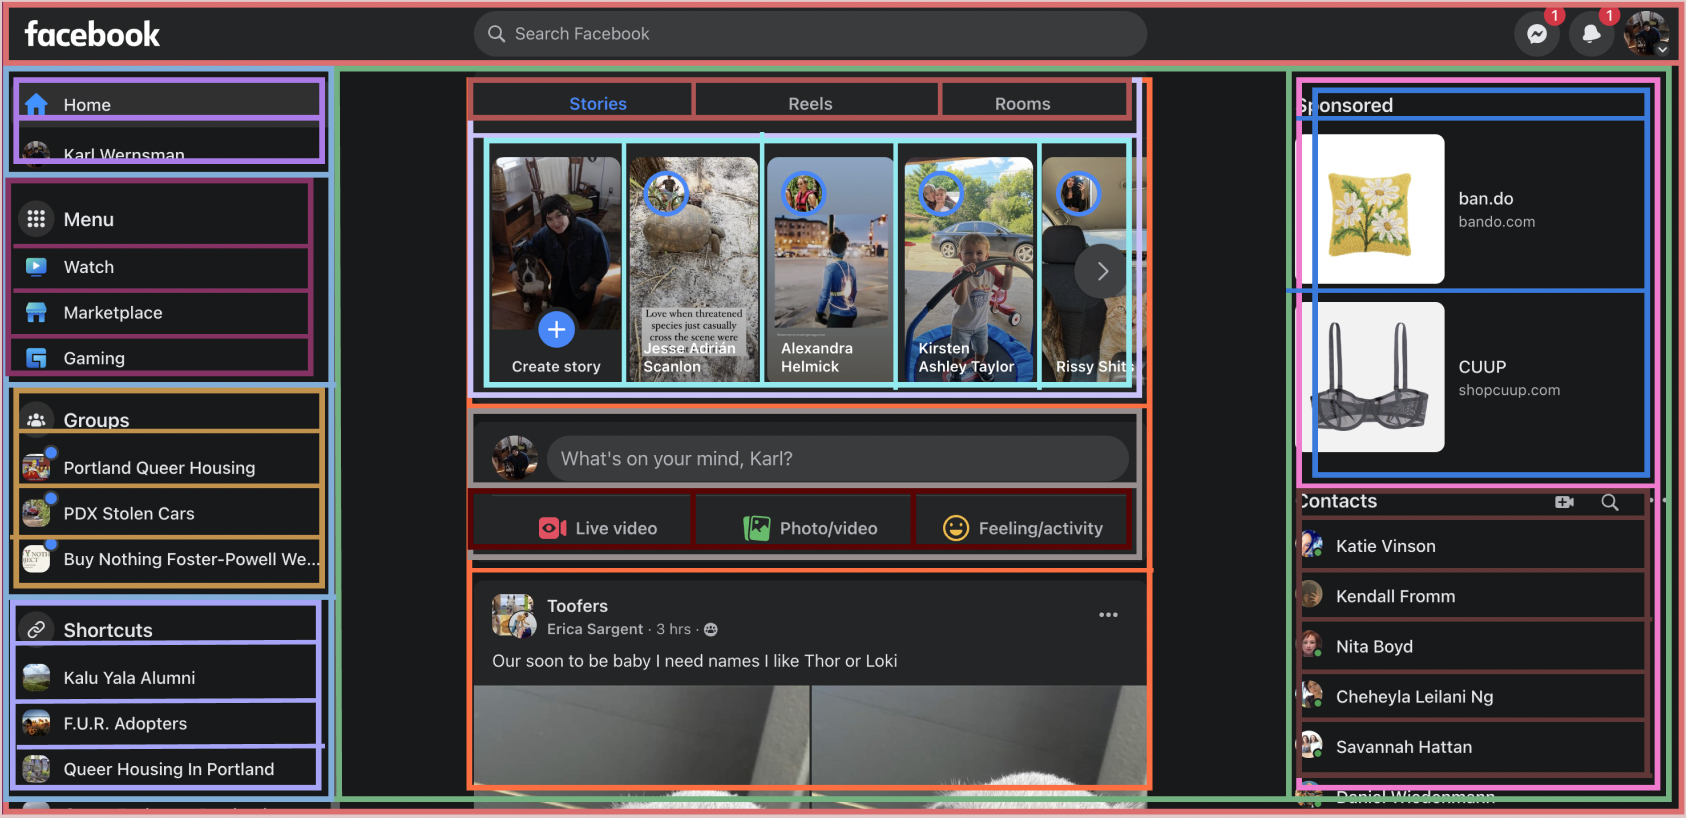 facebook
Search Facebook
1
1
Home
Karl Wernsman
Menu
Watch
Marketplace
Gaming
Groups
Portland Queer Housing
PDX Stolen Cars
Buy Nothing Foster-Powell We...
Shortcuts
Kalu Yala Alumni
F.U.R. Adopters
Queer Housing In Portland
Stories
Reels
Rooms
Create story
Love when threatened
species just casually
cross the scene were
Jesse Adrián
Scanlon
Alexandra
Helmick
Kirsten
Ashley Taylor
Rissy Shits
What's on your mind, Karl?
Live video
Photo/video
Feeling/activity
Toofers
Erica Sargent · 3 hrs ·
Our soon to be baby I need names I like Thor or Loki
Sponsored
ban.do
bando.com
CUUP
shopcuup.com
Contacts
Katie Vinson
Kendall Fromm
Nita Boyd
Cheheyla Leilani Ng
Savannah Hattan
Daniel Wiedenmann